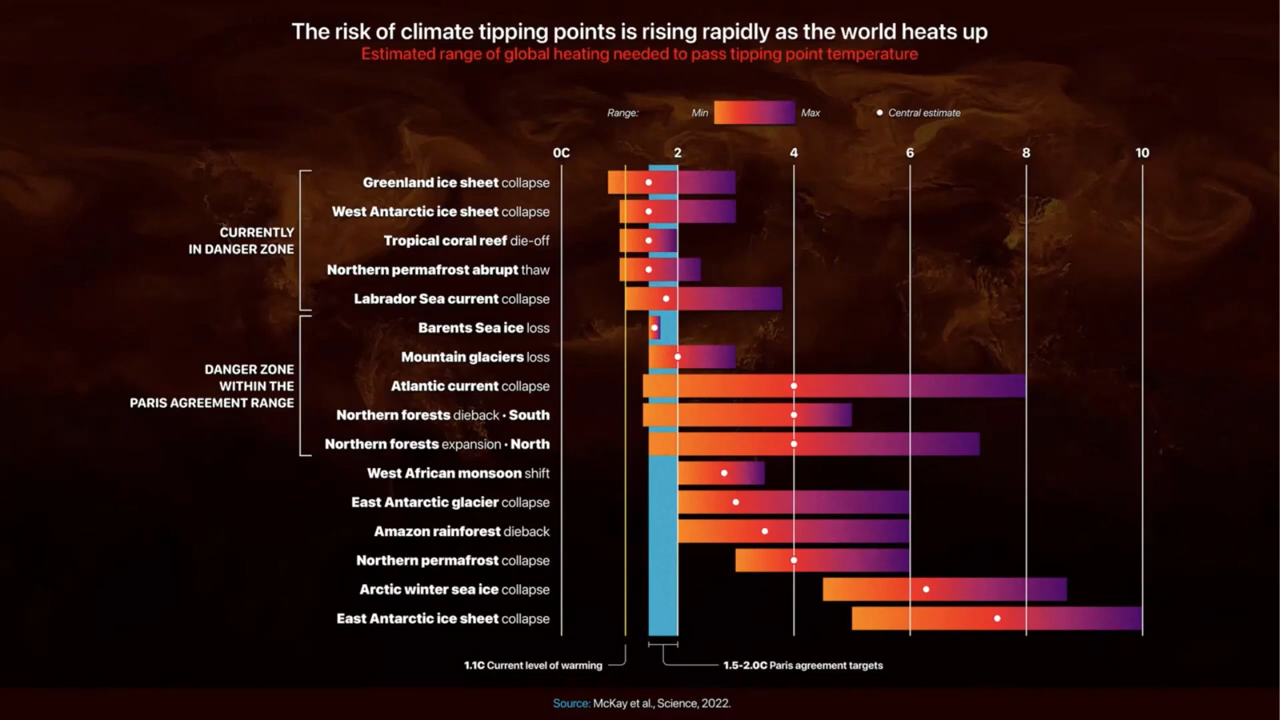 The risk of climate tipping points is rising rapidly as the world heats up
Estimated range of global heating needed to pass tipping point temperature
Range: Min Max Central estimate
0C 2 4 6 8 10
CURRENTLY
IN DANGER ZONE
Greenland ice sheet collapse
West Antarctic ice sheet collapse
Tropical coral reef die-off
Northern permafrost abrupt thaw
Labrador Sea current collapse
DANGER ZONE
WITHIN THE
PARIS AGREEMENT RANGE
Barents Sea ice loss
Mountain glaciers loss
Atlantic current collapse
Northern forests dieback · South
Northern forests expansion · North
West African monsoon shift
East Antarctic glacier collapse
Amazon rainforest dieback
Northern permafrost collapse
Arctic winter sea ice collapse
East Antarctic ice sheet collapse
1.1C Current level of warming
1.5-2.0C Paris agreement targets
Source: McKay et al., Science, 2022.